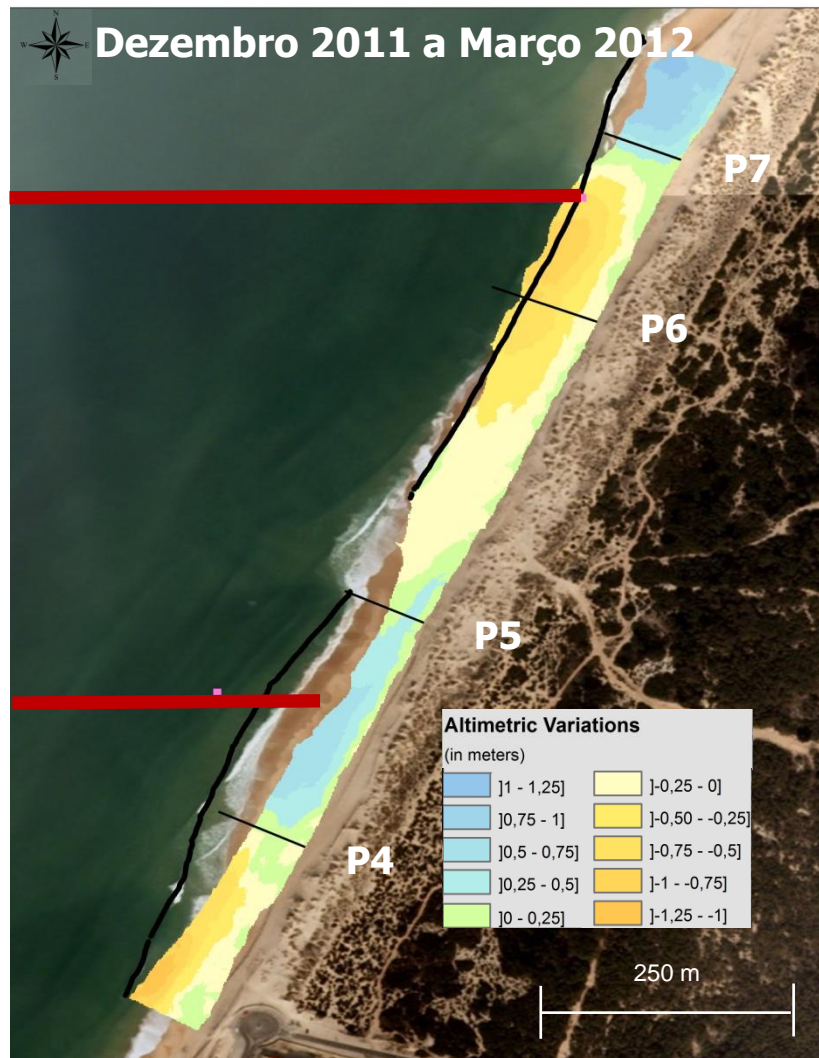 Dezembro 2011 a Março 2012
N
W
E
S
P7
P6
P5
P4
Altimetric Variations
(in meters)
]1 - 1,25]
]-0,25 - 0]
]0,75 - 1]
]-0,50 - -0,25]
]0,5 - 0,75]
]-0,75 - -0,5]
]0,25 - 0,5]
]-1 - -0,75]
]0 - 0,25]
]-1,25 - -1]
250 m